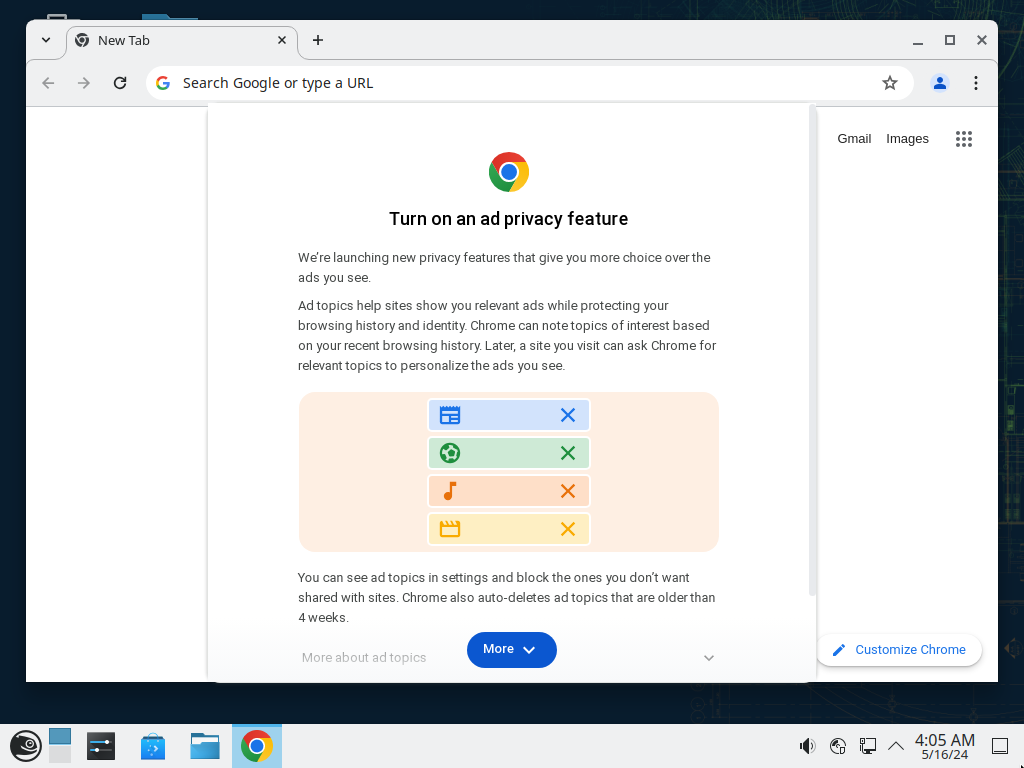 New Tab
Search Google or type a URL
Gmail Images
Turn on an ad privacy feature
We're launching new privacy features that give you more choice over the
ads you see.
Ad topics help sites show you relevant ads while protecting your
browsing history and identity. Chrome can note topics of interest based
on your recent browsing history. Later, a site you visit can ask Chrome for
relevant topics to personalize the ads you see.
You can see ad topics in settings and block the ones you don't want
shared with sites. Chrome also auto-deletes ad topics that are older than
4 weeks.
More
More about ad topics
Customize Chrome
4:05 AM
5/16/24